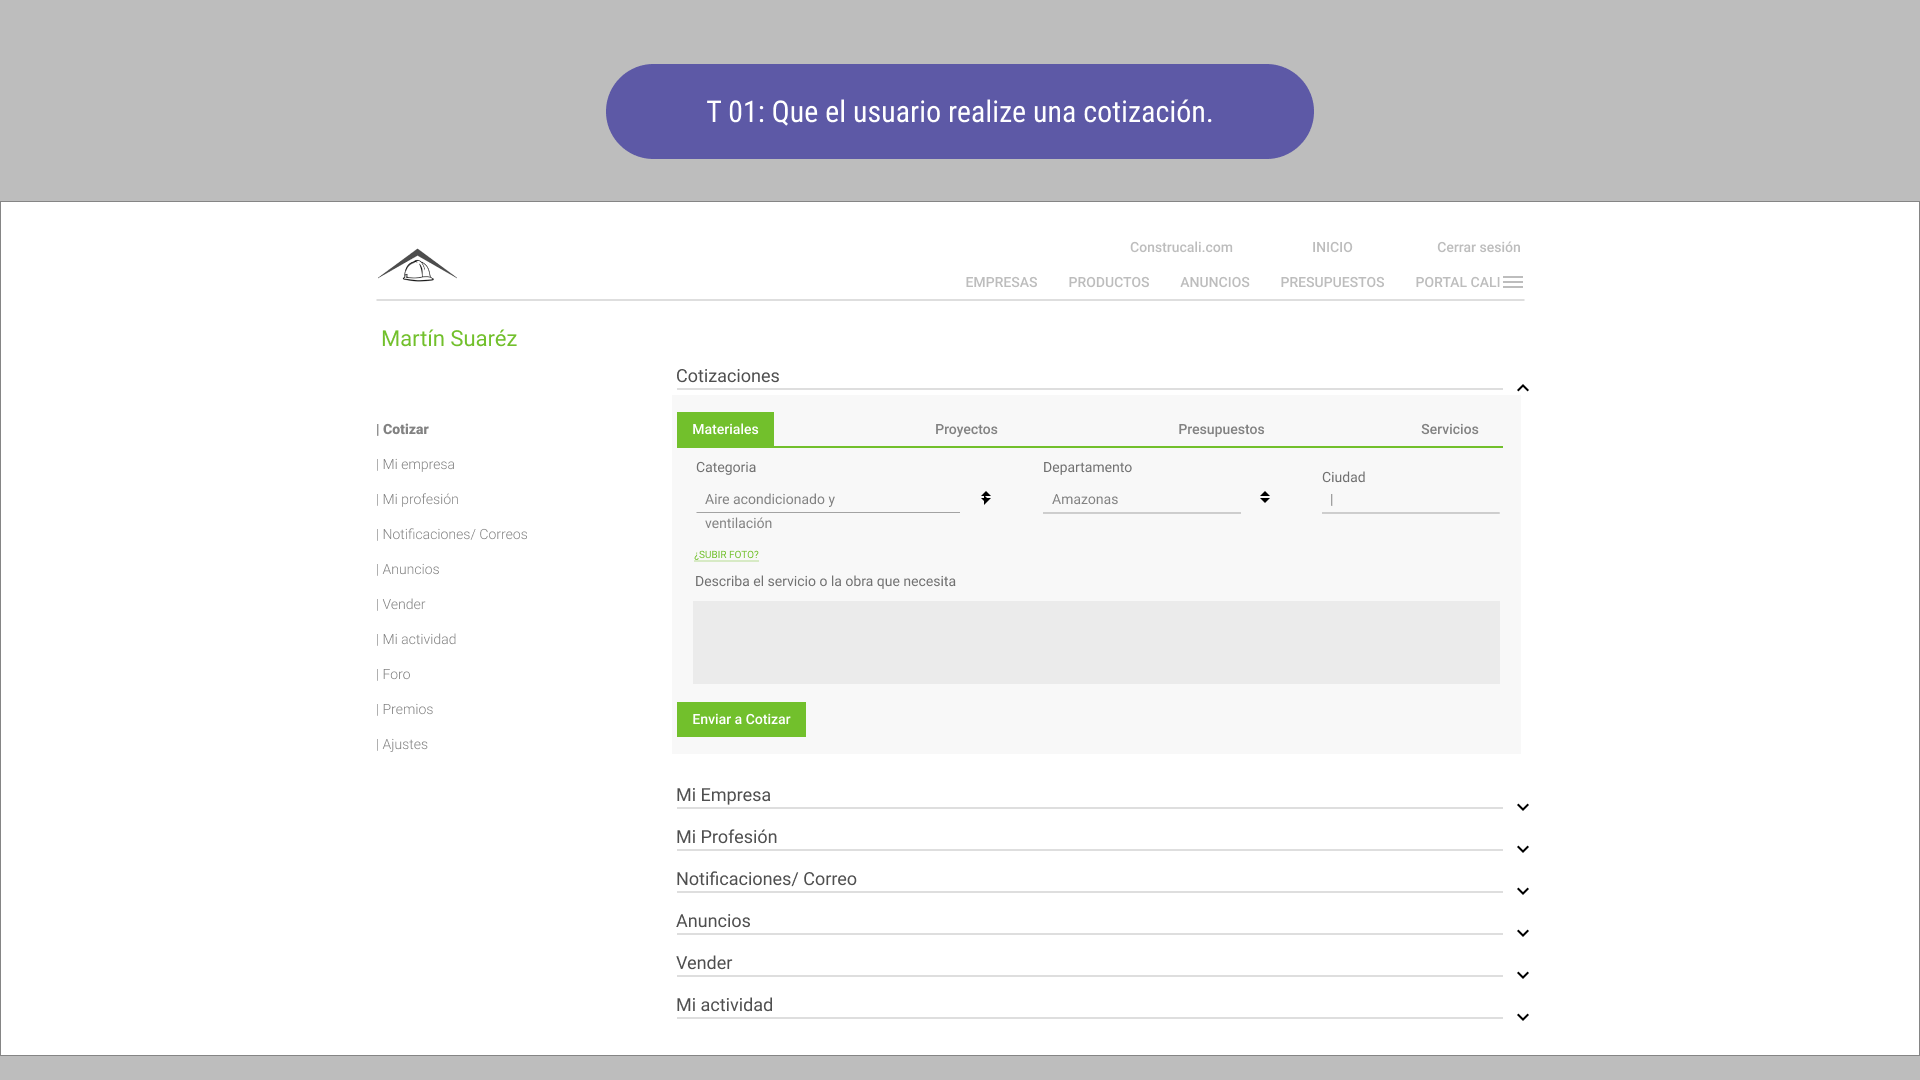 T 01: Que el usuario realize una cotización.
Construcali.com INICIO Cerrar sesión
EMPRESAS PRODUCTOS ANUNCIOS PRESUPUESTOS PORTAL CALI
Martín Suaréz
| Cotizar
| Mi empresa
| Mi profesión
| Notificaciones/ Correos
| Anuncios
| Vender
| Mi actividad
| Foro
| Premios
| Ajustes
Cotizaciones
Materiales Proyectos Presupuestos Servicios
Categoria Departamento Ciudad
Aire acondicionado y Amazonas |
ventilación
¿SUBIR FOTO?
Describa el servicio o la obra que necesita
Enviar a Cotizar
Mi Empresa
Mi Profesión
Notificaciones/ Correo
Anuncios
Vender
Mi actividad